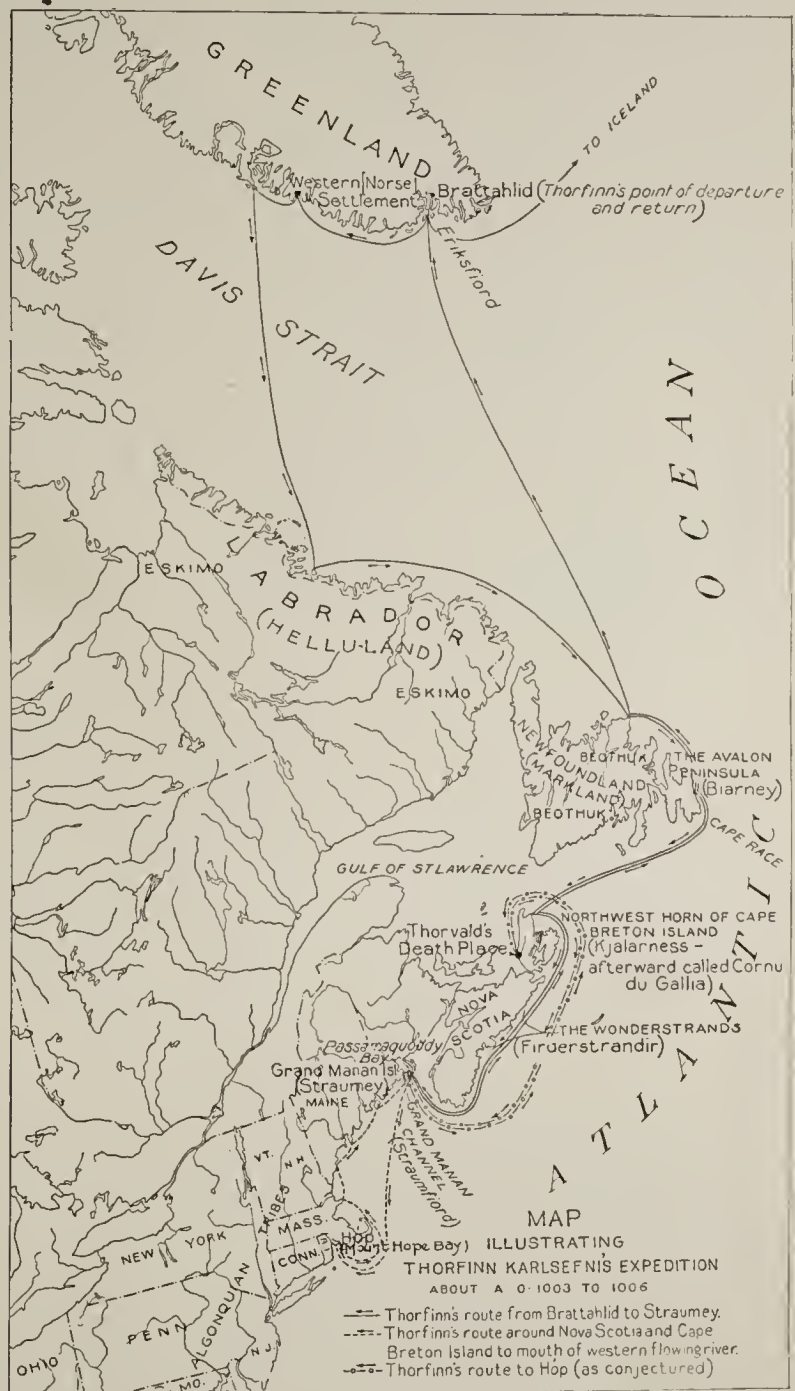 GREENLAND
TO ICELAND
Western Norse
Settlement
Brattahlid (Thorfinn's point of departure
and return)
Eriksfiord
DAVIS STRAIT
OCEAN
ESKIMO
LABRADOR
(HELLU-LAND)
ESKIMO
NEWFOUNDLAND
(MARKLAND)
BEOTHUK
BEOTHUK
THE AVALON
PENINSULA
(Biarney)
CAPE RACE
GULF OF ST LAWRENCE
ATLANTIC
Thorvald's
Death Place
NORTHWEST HORN OF CAPE
BRETON ISLAND
(Kjalarness -
afterward called Cornu
du Gallia)
NOVA
SCOTIA
THE WONDERSTRANDS
Passamaquoddy
Bay
Grand Manan Isl
(Straumey)
MAINE
GRAND MANAN
CHANNEL
(Straumfiord)
VT.
N H
TRIBES
MASS.
Hop
(Mount Hope Bay)
CONN.
NEW YORK
ALGONQUIAN
PENN
N.J.
OHIO
MO.
MAP
ILLUSTRATING
THORFINN KARLSEFNI'S EXPEDITION
ABOUT A D. 1003 TO 1006
Thorfinn's route from Brattahlid to Straumey.
Thorfinn's route around Nova Scotia and Cape
Breton Island to mouth of western flowing river.
Thorfinn's route to Hóp (as conjectured)